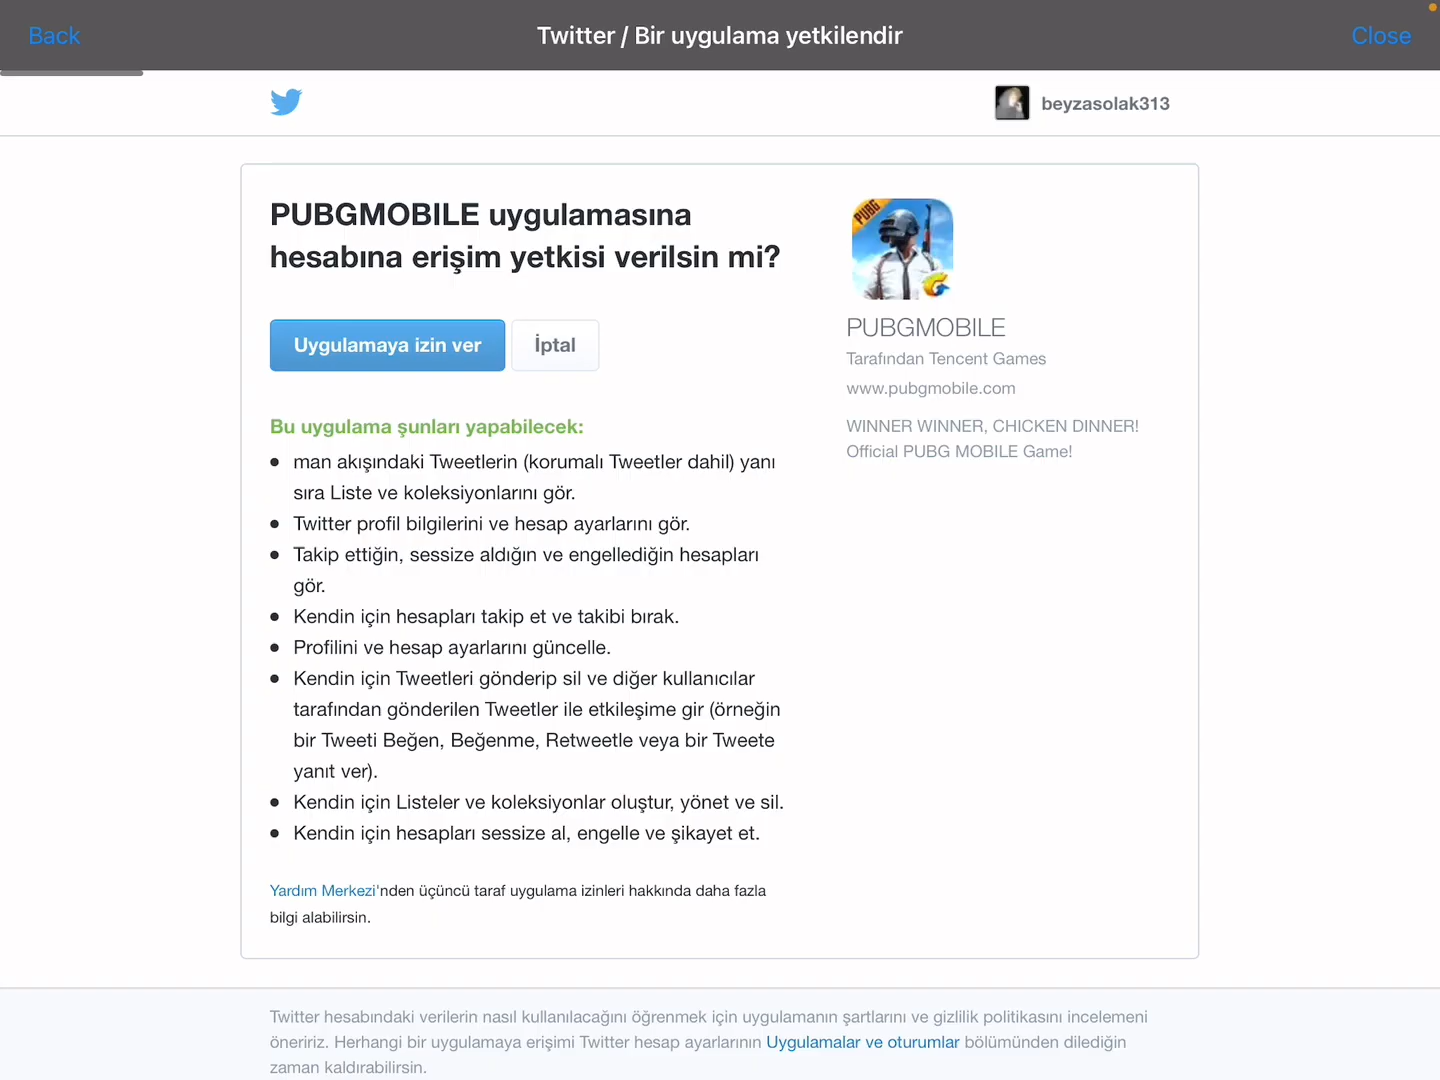 Back
Twitter / Bir uygulama yetkilendir
Close
beyzasolak313
PUBGMOBILE uygulamasına
hesabına erişim yetkisi verilsin mi?
Uygulamaya izin ver
İptal
Bu uygulama şunları yapabilecek:
man akışındaki Tweetlerin (korumalı Tweetler dahil) yanı
sıra Liste ve koleksiyonlarını gör.
Twitter profil bilgilerini ve hesap ayarlarını gör.
Takip ettiğin, sessize aldığın ve engellediğin hesapları
gör.
Kendin için hesapları takip et ve takibi bırak.
Profilini ve hesap ayarlarını güncelle.
Kendin için Tweetleri gönderip sil ve diğer kullanıcılar
tarafından gönderilen Tweetler ile etkileşime gir (örneğin
bir Tweeti Beğen, Beğenme, Retweetle veya bir Tweete
yanıt ver).
Kendin için Listeler ve koleksiyonlar oluştur, yönet ve sil.
Kendin için hesapları sessize al, engelle ve şikayet et.
Yardım Merkezi'nden üçüncü taraf uygulama izinleri hakkında daha fazla
bilgi alabilirsin.
PUBG
PUBGMOBILE
Tarafından Tencent Games
www.pubgmobile.com
WINNER WINNER, CHICKEN DINNER!
Official PUBG MOBILE Game!
Twitter hesabındaki verilerin nasıl kullanılacağını öğrenmek için uygulamanın şartlarını ve gizlilik politikasını incelemeni
öneririz. Herhangi bir uygulamaya erişimi Twitter hesap ayarlarının Uygulamalar ve oturumlar bölümünden dilediğin
zaman kaldırabilirsin.